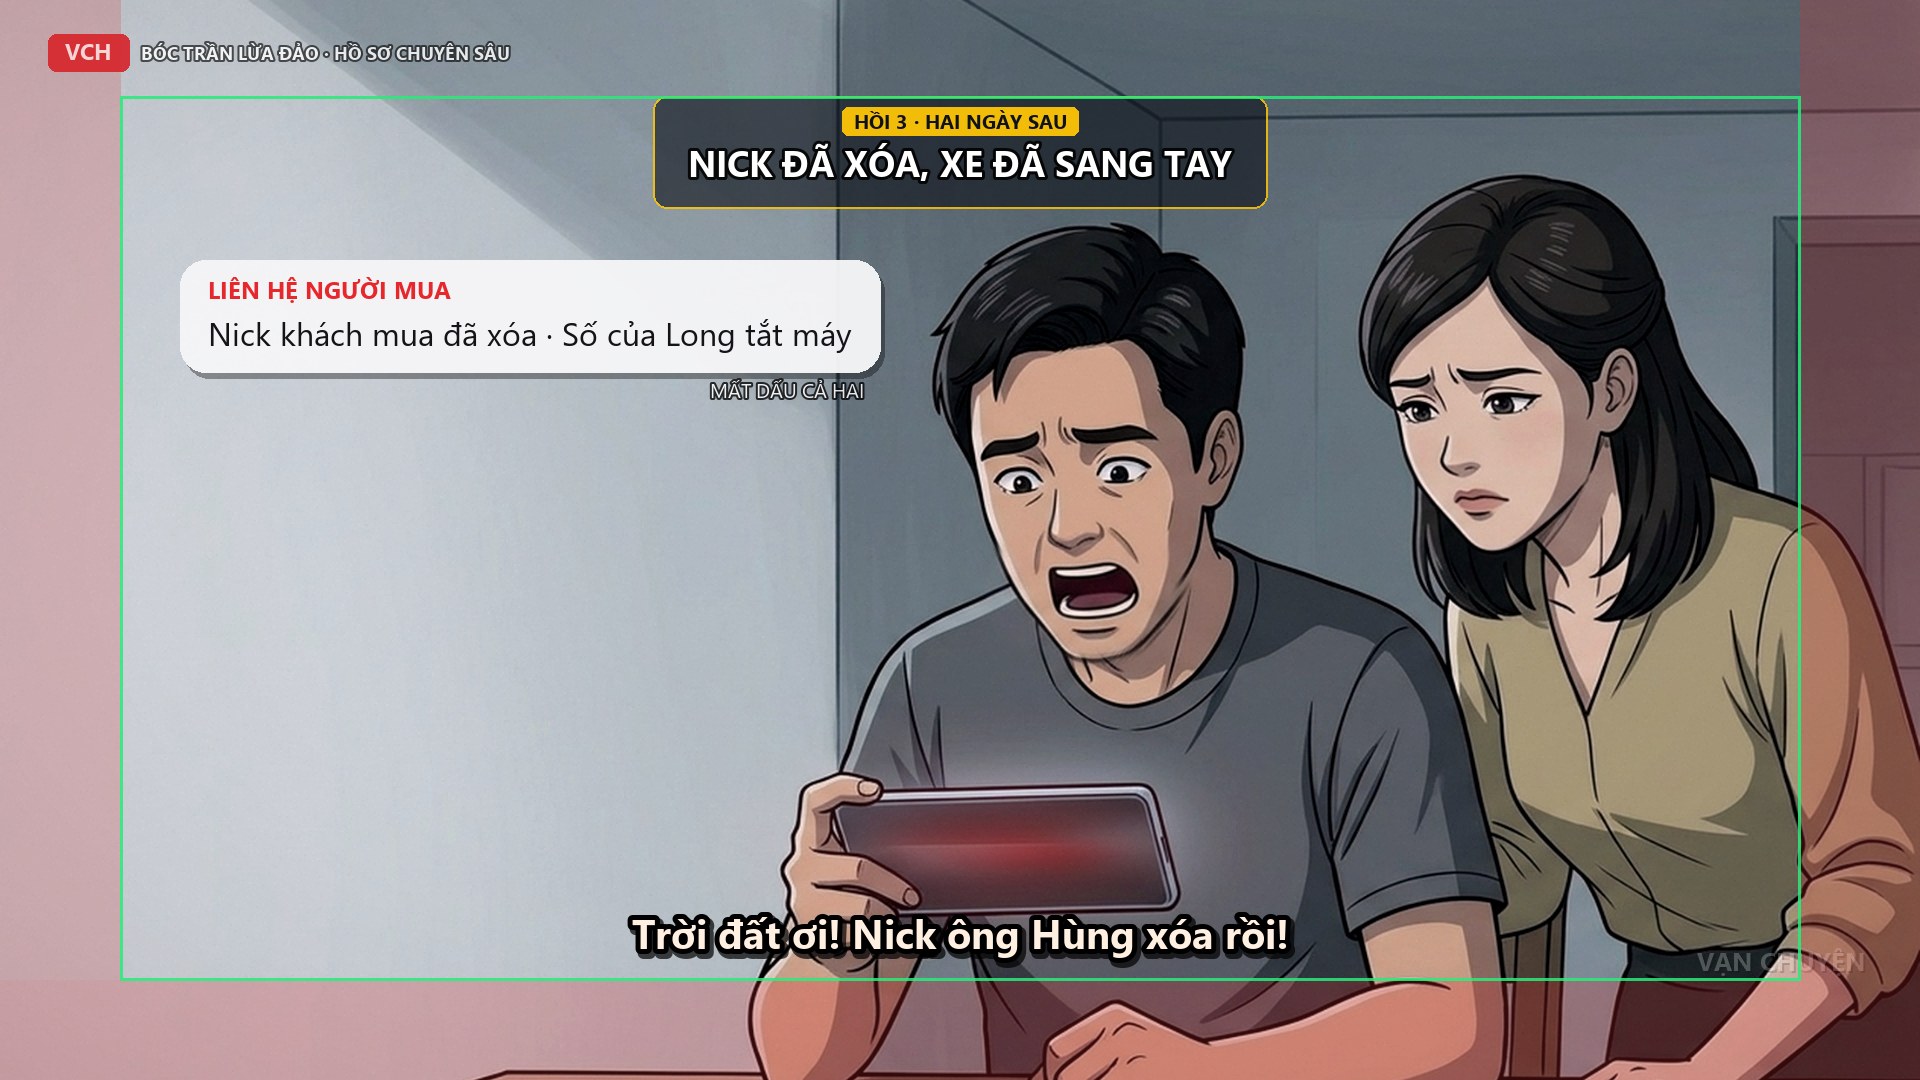 VCH BÓC TRẦN LỪA ĐẢO · HỒ SƠ CHUYÊN SÂU
HỒI 3 · HAI NGÀY SAU
NICK ĐÃ XÓA, XE ĐÃ SANG TAY
LIÊN HỆ NGƯỜI MUA
Nick khách mua đã xóa · Số của Long tắt máy
MẤT DẤU CẢ HAI
Trời đất ơi! Nick ông Hùng xóa rồi!
VẠN CHUYỆN